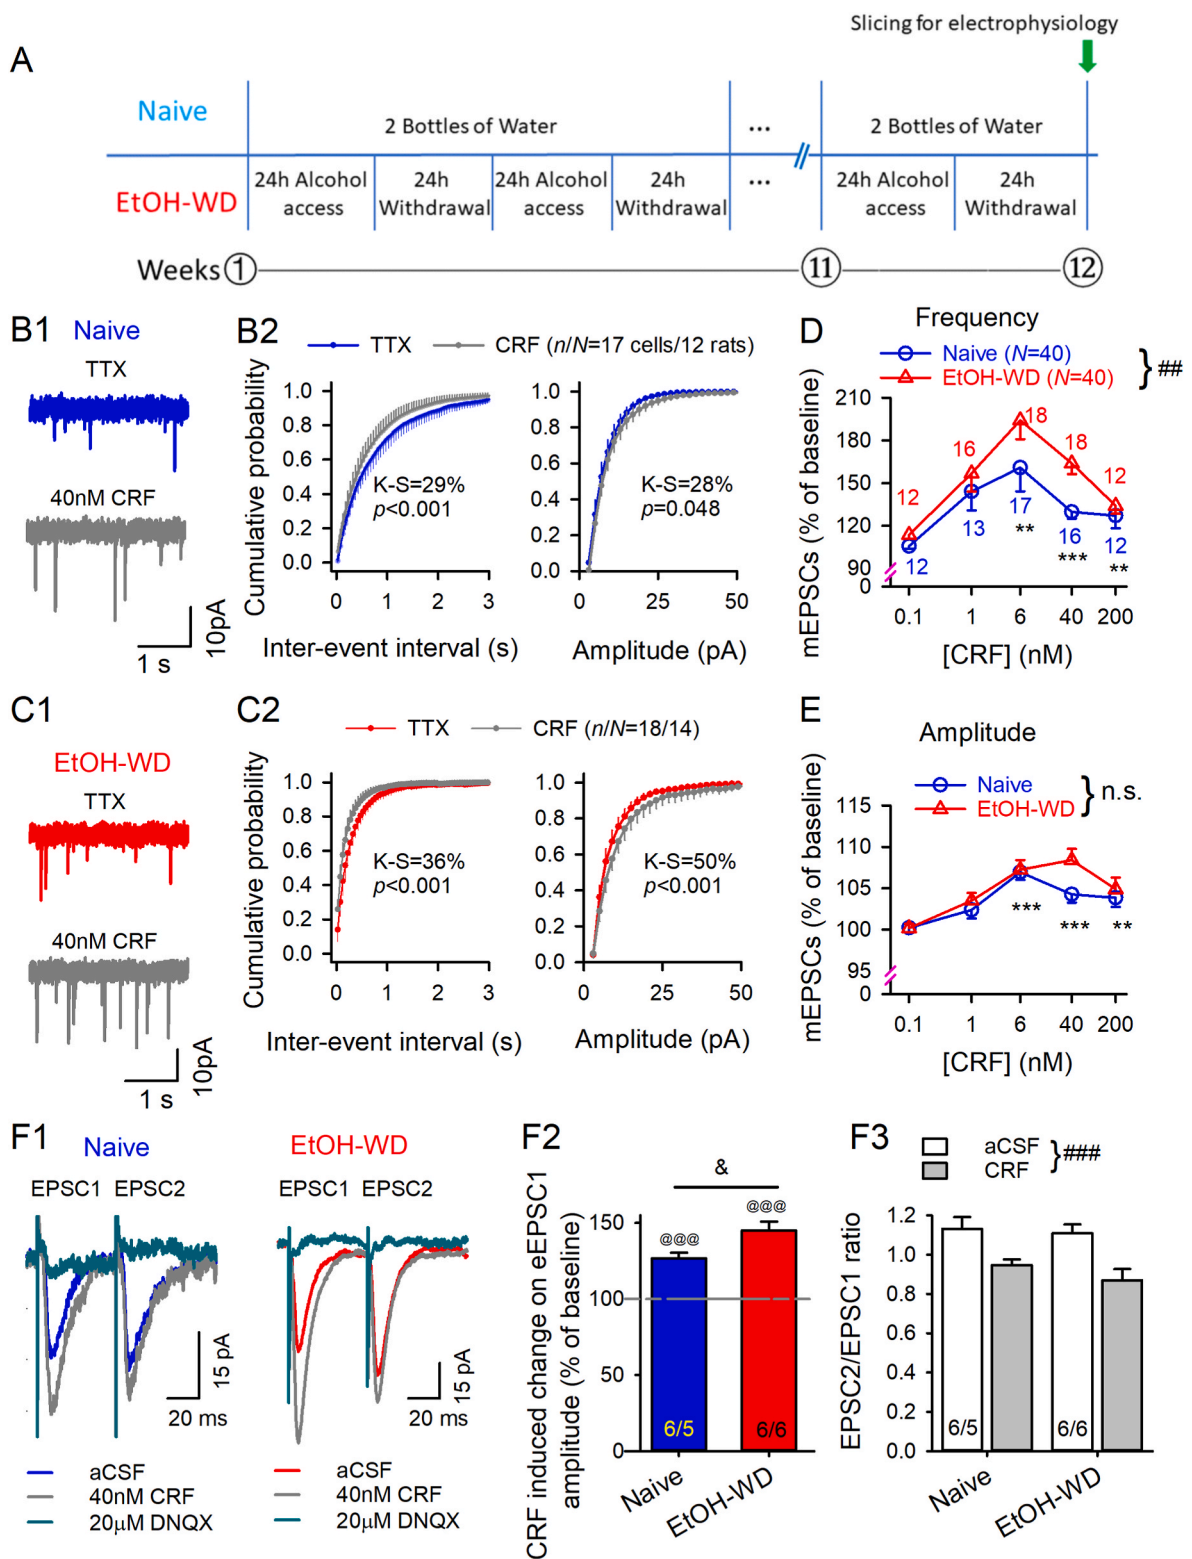 Slicing for electrophysiology
A
Naive
2 Bottles of Water
...
2 Bottles of Water
EtOH-WD
24h Alcohol access
24h Withdrawal
24h Alcohol access
24h Withdrawal
...
24h Alcohol access
24h Withdrawal
Weeks
1
11
12
B1
Naive
TTX
40nM CRF
10pA
1 s
B2
TTX
CRF (n/N=17 cells/12 rats)
Cumulative probability
1.0
0.8
0.6
0.4
0.2
0.0
K-S=29%
p<0.001
0
1
2
3
Inter-event interval (s)
1.0
0.8
0.6
0.4
0.2
0.0
K-S=28%
p=0.048
0
25
50
Amplitude (pA)
D
Frequency
Naive (N=40)
EtOH-WD (N=40)
} ##
mEPSCs (% of baseline)
210
180
150
120
90
0
12
16
18
18
12
12
13
17
16
12
**
***
**
0.1
1
6
40
200
[CRF] (nM)
C1
EtOH-WD
TTX
40nM CRF
10pA
1 s
C2
TTX
CRF (n/N=18/14)
Cumulative probability
1.0
0.8
0.6
0.4
0.2
0.0
K-S=36%
p<0.001
0
1
2
3
Inter-event interval (s)
1.0
0.8
0.6
0.4
0.2
0.0
K-S=50%
p<0.001
0
25
50
Amplitude (pA)
E
Amplitude
Naive
EtOH-WD
} n.s.
mEPSCs (% of baseline)
115
110
105
100
95
0
***
***
**
0.1
1
6
40
200
[CRF] (nM)
F1
Naive
EPSC1
EPSC2
15 pA
20 ms
aCSF
40nM CRF
20µM DNQX
EtOH-WD
EPSC1
EPSC2
15 pA
20 ms
aCSF
40nM CRF
20µM DNQX
F2
CRF induced change on eEPSC1
amplitude (% of baseline)
150
100
50
0
&
@@@
@@@
6/5
6/6
Naive
EtOH-WD
F3
aCSF
CRF
} ###
EPSC2/EPSC1 ratio
1.2
1.0
0.8
0.6
0.4
0.2
0.0
6/5
6/6
Naive
EtOH-WD